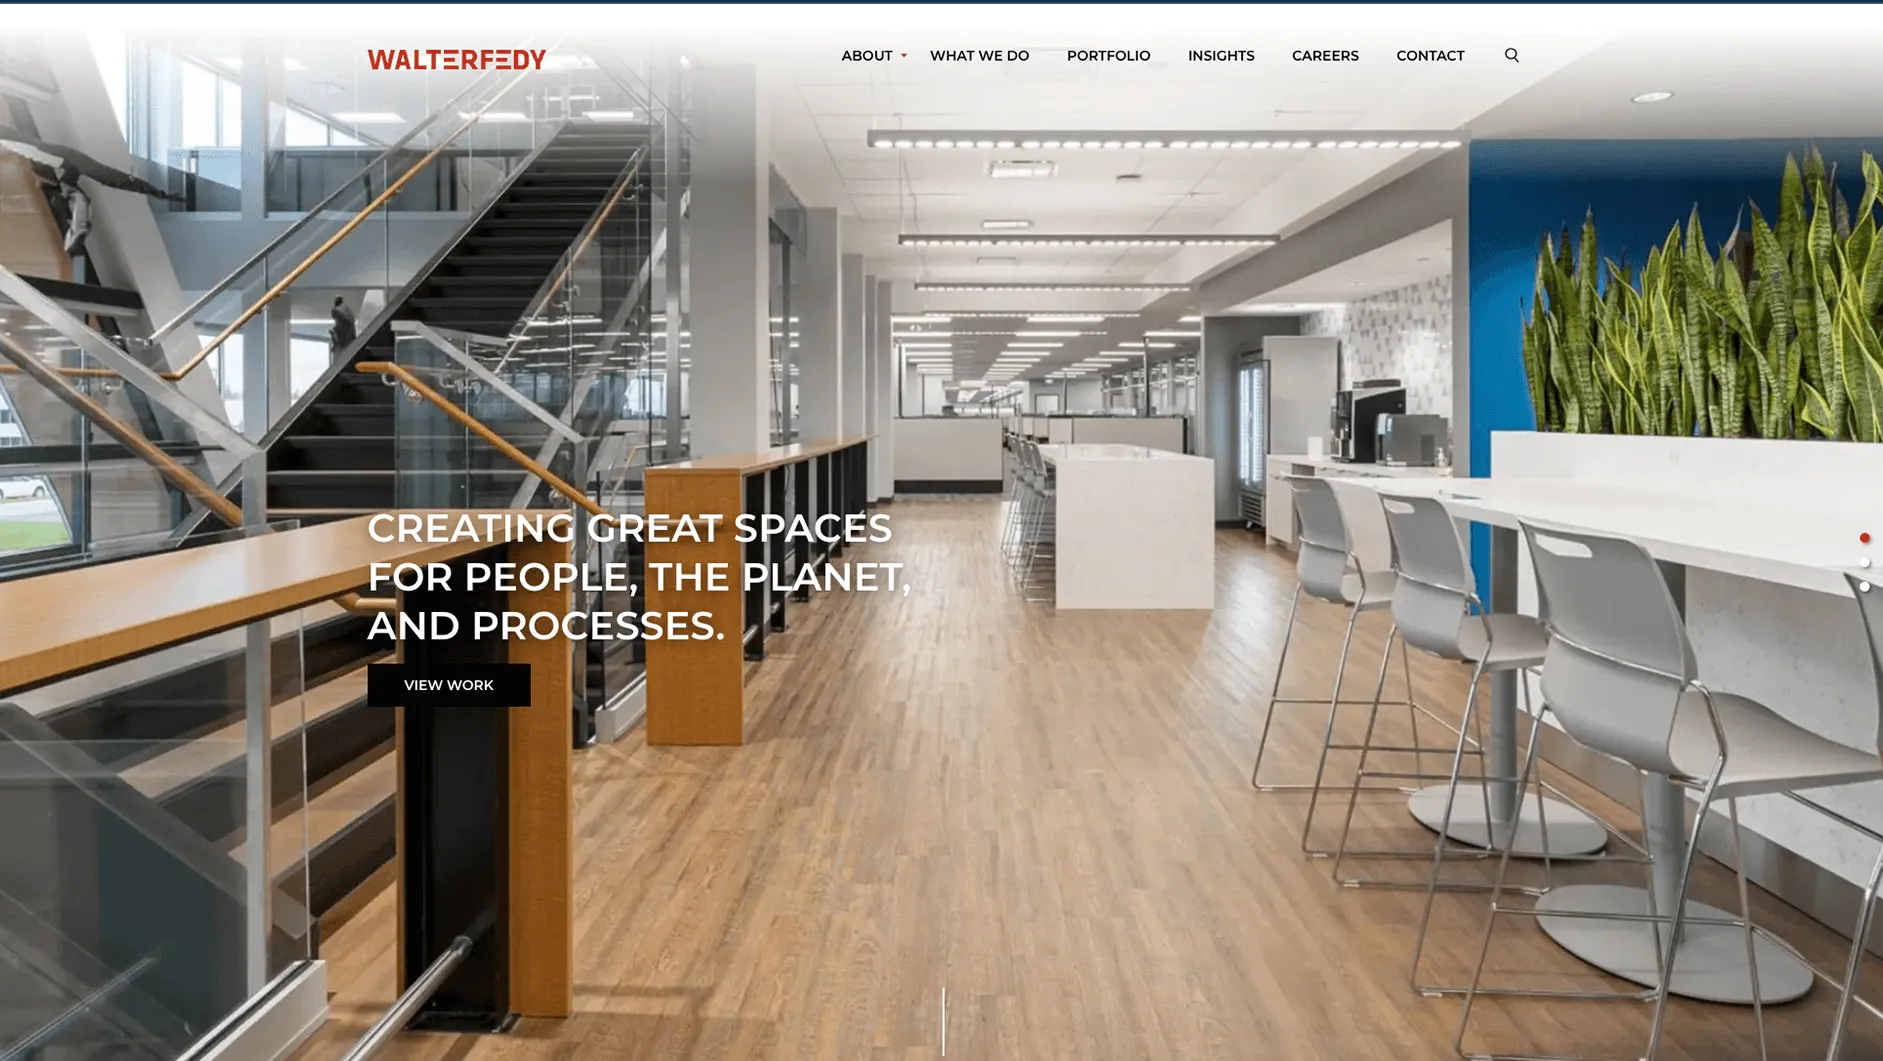 WALTERFEDY
ABOUT WHAT WE DO PORTFOLIO INSIGHTS CAREERS CONTACT
CREATING GREAT SPACES
FOR PEOPLE, THE PLANET,
AND PROCESSES.
VIEW WORK